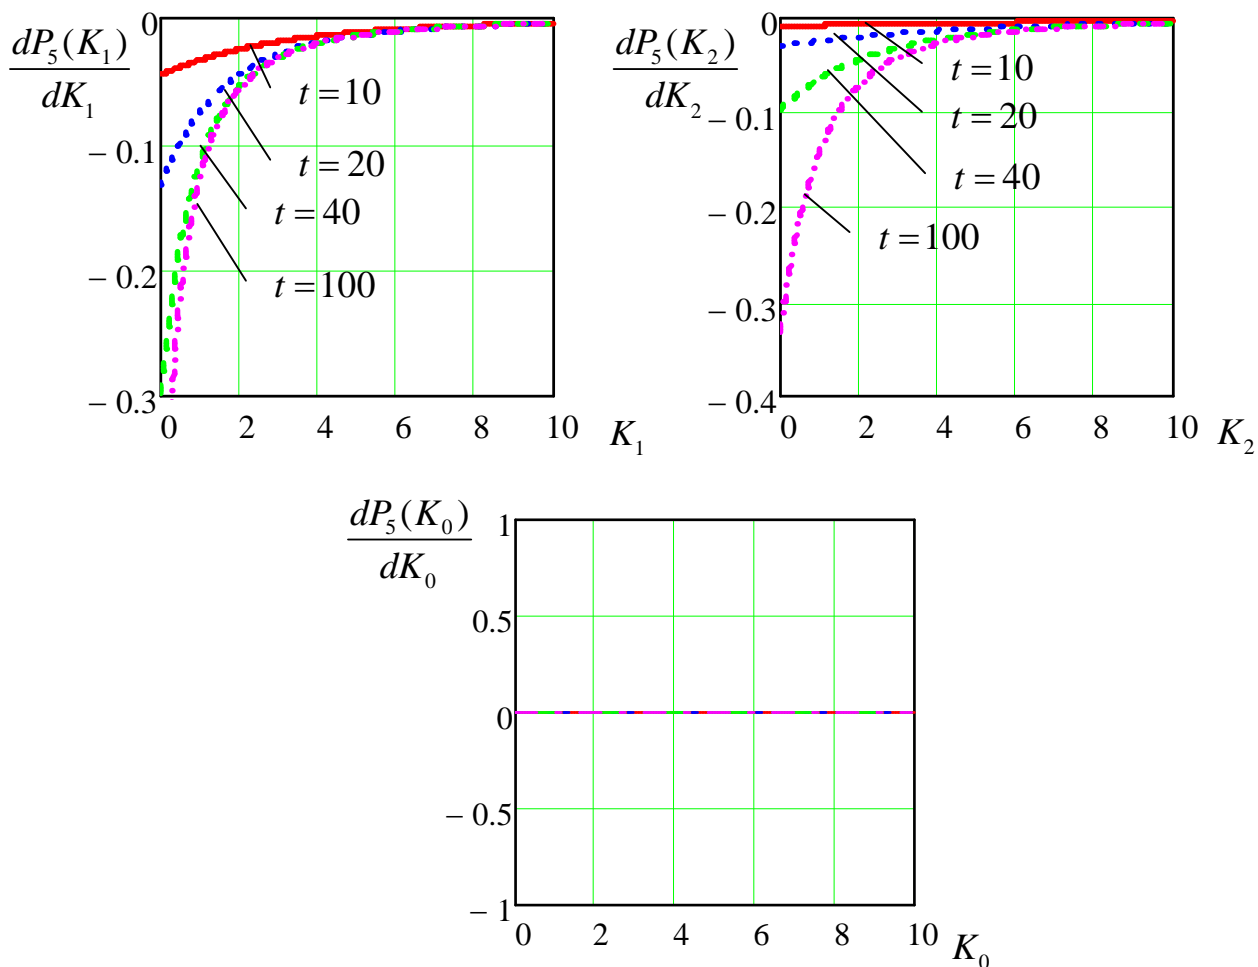 dP₅(K₁)
dK₁
0
– 0.1
– 0.2
– 0.3
t = 10
t = 20
t = 40
t = 100
0 2 4 6 8 10 K₁
dP₅(K₂)
dK₂
0
– 0.1
– 0.2
– 0.3
– 0.4
t = 10
t = 20
t = 40
t = 100
0 2 4 6 8 10 K₂
dP₅(K₀)
dK₀
1
0.5
0
– 0.5
– 1
0 2 4 6 8 10 K₀